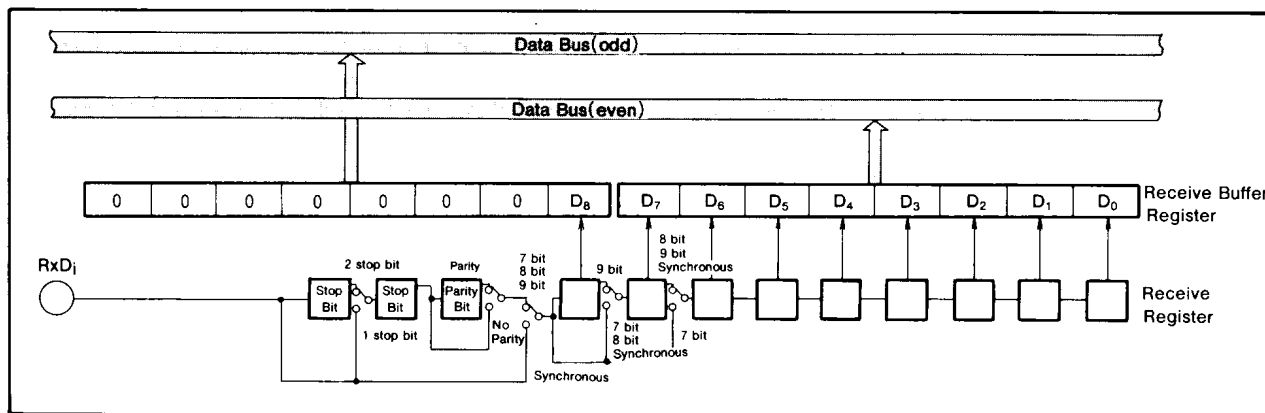 Data Bus(odd)
Data Bus(even)
0 0 0 0 0 0 0 D₈ D₇ D₆ D₅ D₄ D₃ D₂ D₁ D₀
Receive Buffer
Register
RxDᵢ
2 stop bit
Parity
7 bit
8 bit
9 bit
9 bit
8 bit
9 bit
Synchronous
Stop
Bit
Stop
Bit
Parity
Bit
Receive
Register
1 stop bit
No
Parity
Synchronous
7 bit
8 bit
Synchronous
7 bit